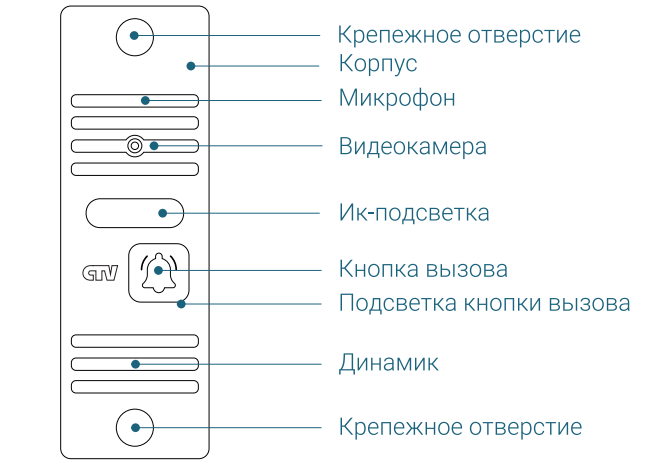 Крепежное отверстие
Корпус
Микрофон
Видеокамера
Ик-подсветка
CTV
Кнопка вызова
Подсветка кнопки вызова
Динамик
Крепежное отверстие